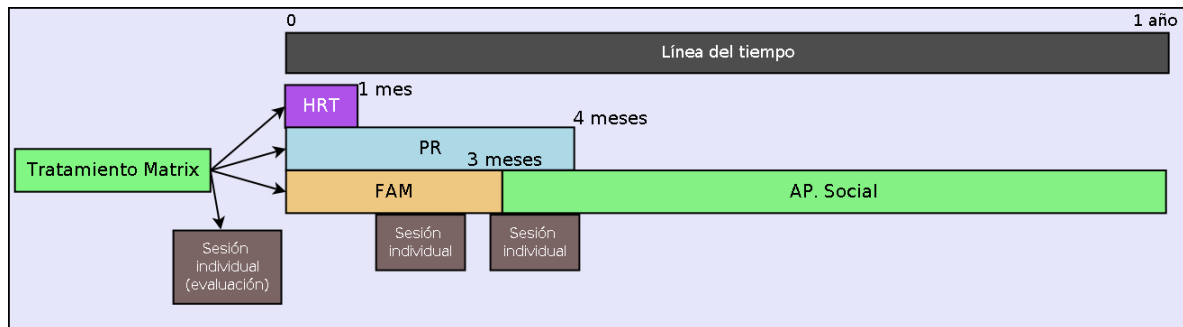 0
1 año
Línea del tiempo
HRT
1 mes
4 meses
PR
3 meses
Tratamiento Matrix
FAM
AP. Social
Sesión
individual
(evaluación)
Sesión
individual
Sesión
individual